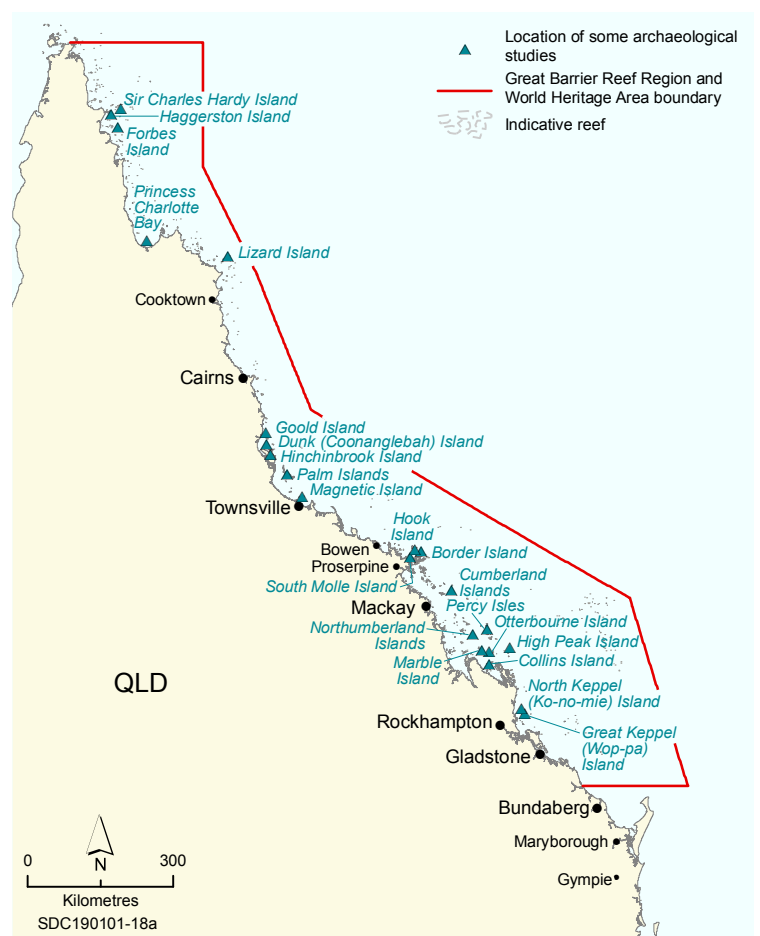 Location of some archaeological
studies
Great Barrier Reef Region and
World Heritage Area boundary
Indicative reef
Sir Charles Hardy Island
Haggerston Island
Forbes
Island
Princess
Charlotte
Bay
Lizard Island
Cooktown
Cairns
Goold Island
Dunk (Coonanglebah) Island
Hinchinbrook Island
Palm Islands
Magnetic Island
Townsville
Hook
Island
Bowen
Border Island
Proserpine
South Molle Island
Cumberland
Islands
Mackay
Percy Isles
Otterbourne Island
Northumberland
Islands
High Peak Island
Marble
Island
Collins Island
QLD
North Keppel
(Ko-no-mie) Island
Rockhampton
Great Keppel
(Wop-pa)
Island
Gladstone
Bundaberg
Maryborough
Gympie
0
N
300
Kilometres
SDC190101-18a